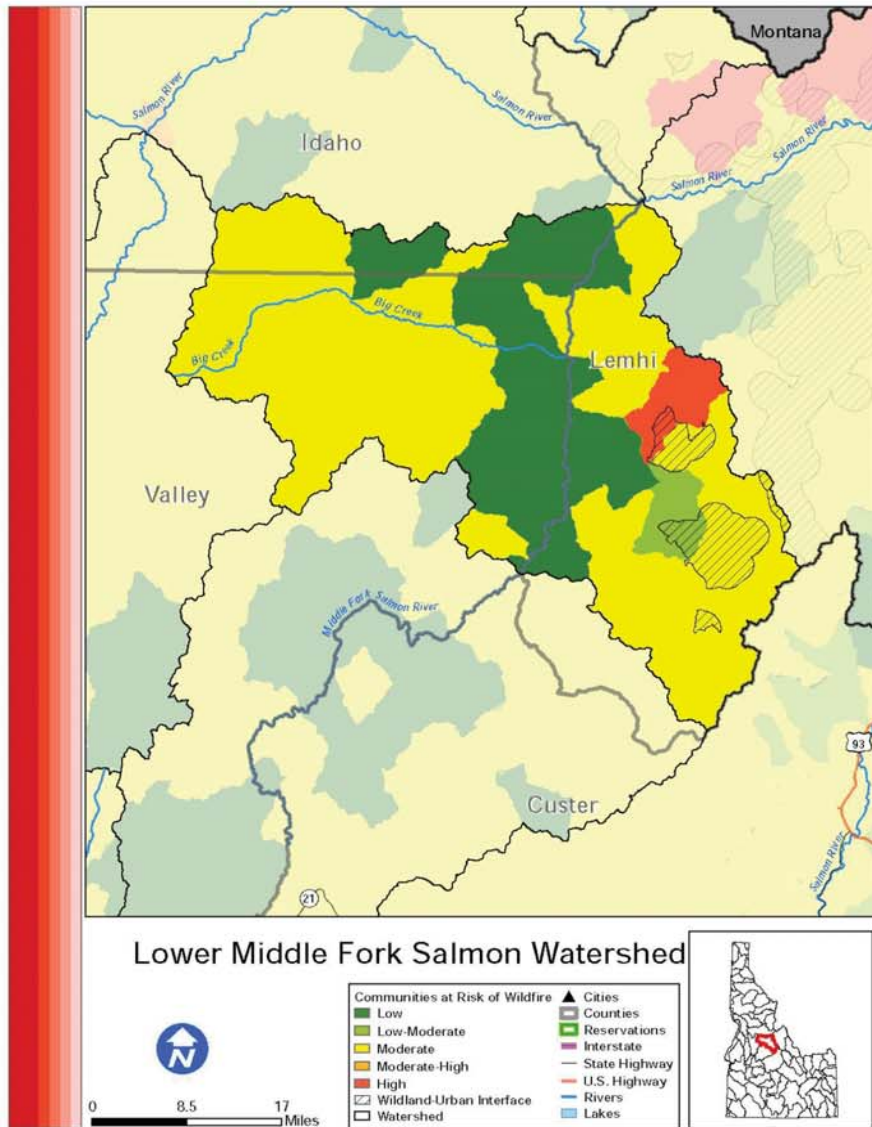 Montana
Salmon River
Salmon River
Idaho
Salmon River
Salmon River
Big Creek
Big Creek
Lemhi
Valley
Middle Fork Salmon River
93
Custer
Salmon River
21
Lower Middle Fork Salmon Watershed
N
0 8.5 17
Miles
Communities at Risk of Wildfire
Low
Low-Moderate
Moderate
Moderate-High
High
Wildland-Urban Interface
Watershed
Cities
Counties
Reservations
Interstate
State Highway
U.S. Highway
Rivers
Lakes